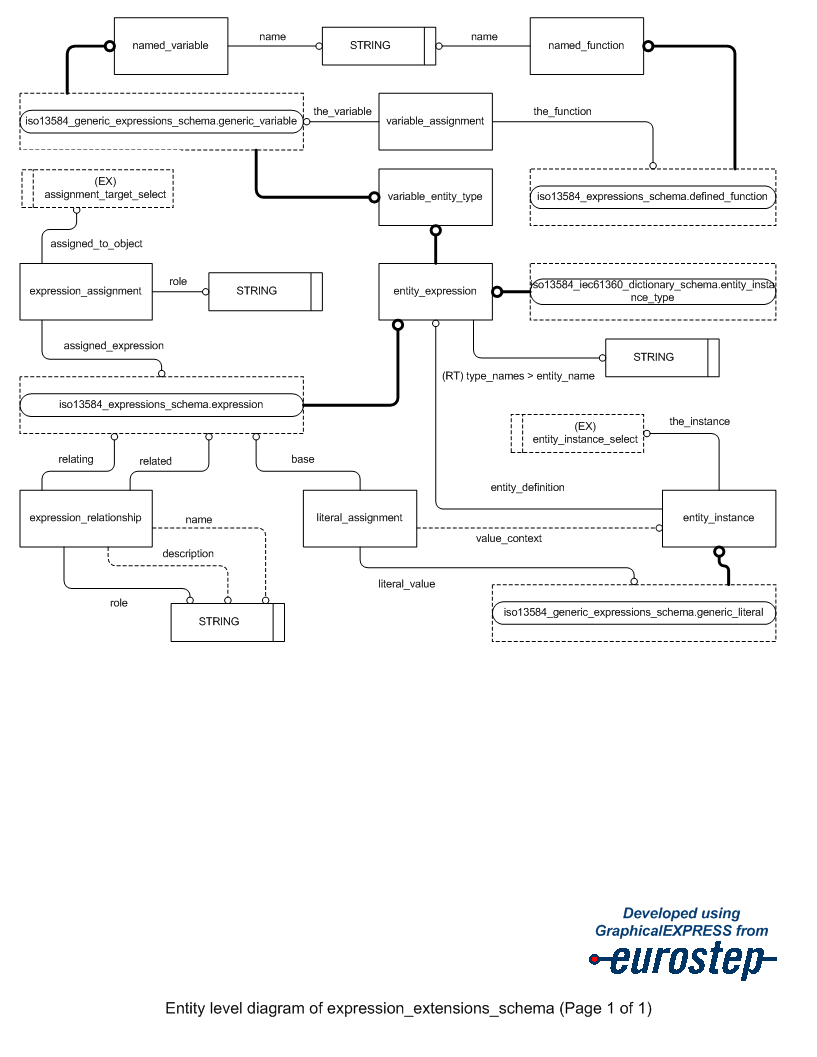 named_variable
name
STRING
name
named_function
iso13584_generic_expressions_schema.generic_variable
the_variable
variable_assignment
the_function
(EX)
assignment_target_select
variable_entity_type
iso13584_expressions_schema.defined_function
assigned_to_object
expression_assignment
role
STRING
entity_expression
iso13584_iec61360_dictionary_schema.entity_insta
nce_type
assigned_expression
STRING
(RT) type_names > entity_name
iso13584_expressions_schema.expression
(EX)
entity_instance_select
the_instance
relating
related
base
entity_definition
expression_relationship
name
literal_assignment
entity_instance
value_context
description
literal_value
role
STRING
iso13584_generic_expressions_schema.generic_literal
Developed using
GraphicalEXPRESS from
eurostep
Entity level diagram of expression_extensions_schema (Page 1 of 1)